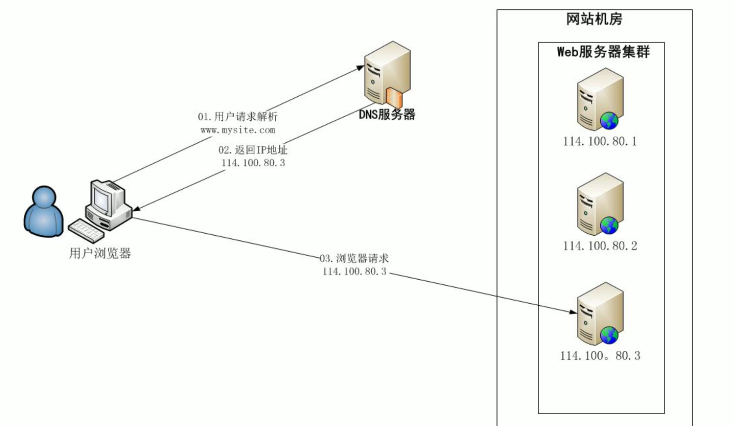 网站机房
Web服务器集群
DNS服务器
01.用户请求解析
www.mysite.com
02.返回IP地址
114.100.80.3
114.100.80.1
114.100.80.2
用户浏览器
03.浏览器请求
114.100.80.3
114.100。80.3